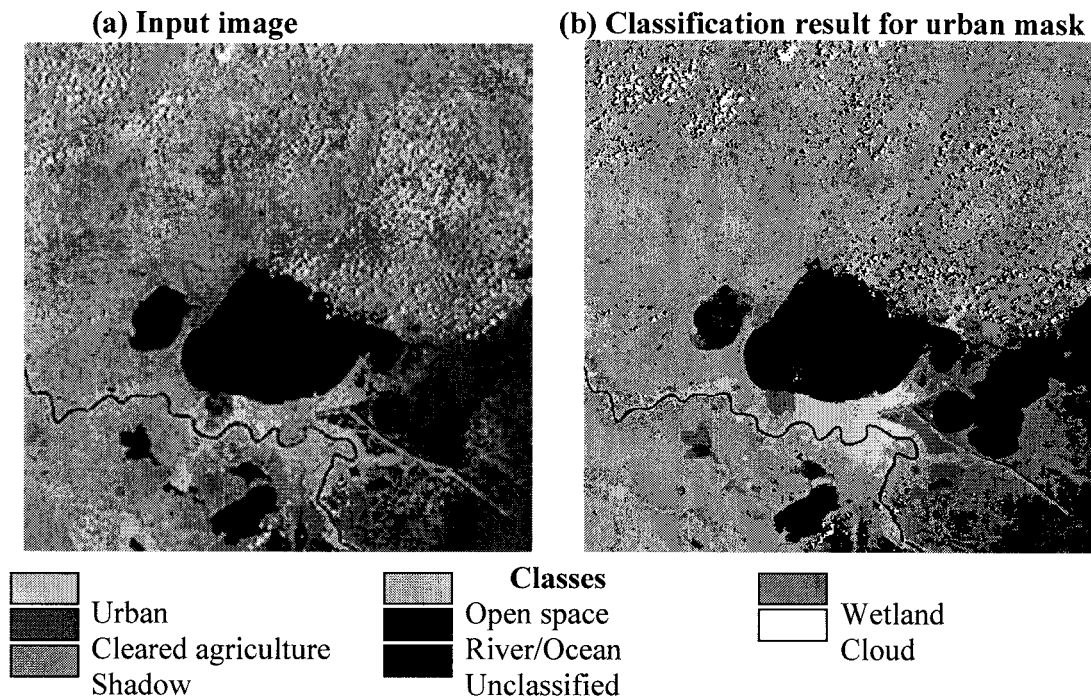 (a) Input image
(b) Classification result for urban mask
Classes
Urban
Cleared agriculture
Shadow
Open space
River/Ocean
Unclassified
Wetland
Cloud